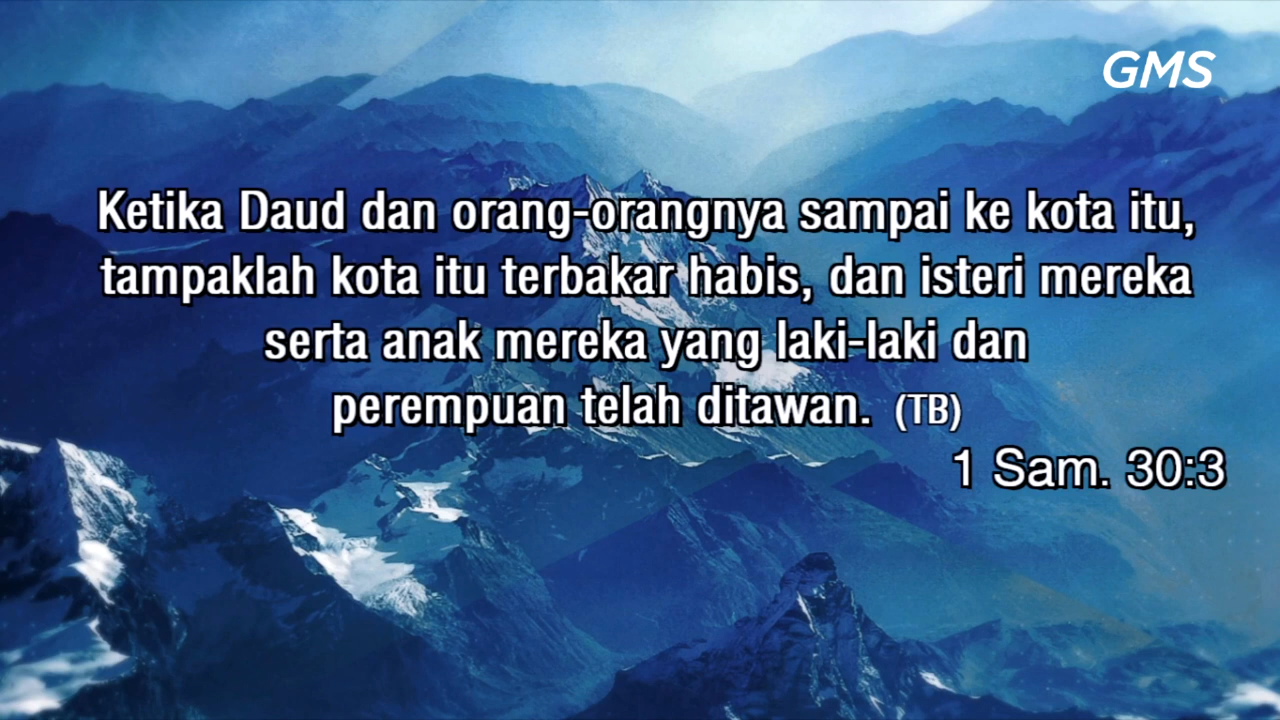 GMS
Ketika Daud dan orang-orangnya sampai ke kota itu,
tampaklah kota itu terbakar habis, dan isteri mereka
serta anak mereka yang laki-laki dan
perempuan telah ditawan. (TB)
1 Sam. 30:3